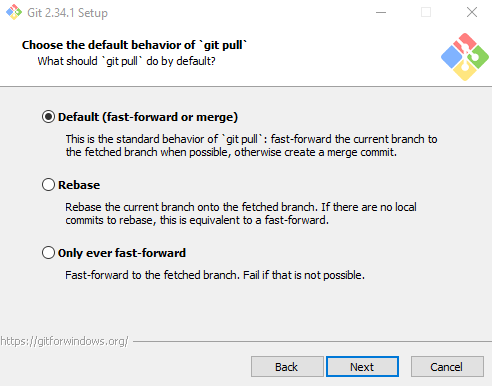 Git 2.34.1 Setup
Choose the default behavior of `git pull`
What should `git pull` do by default?
Default (fast-forward or merge)
This is the standard behavior of `git pull`: fast-forward the current branch to
the fetched branch when possible, otherwise create a merge commit.
Rebase
Rebase the current branch onto the fetched branch. If there are no local
commits to rebase, this is equivalent to a fast-forward.
Only ever fast-forward
Fast-forward to the fetched branch. Fail if that is not possible.
https://gitforwindows.org/
Back Next Cancel